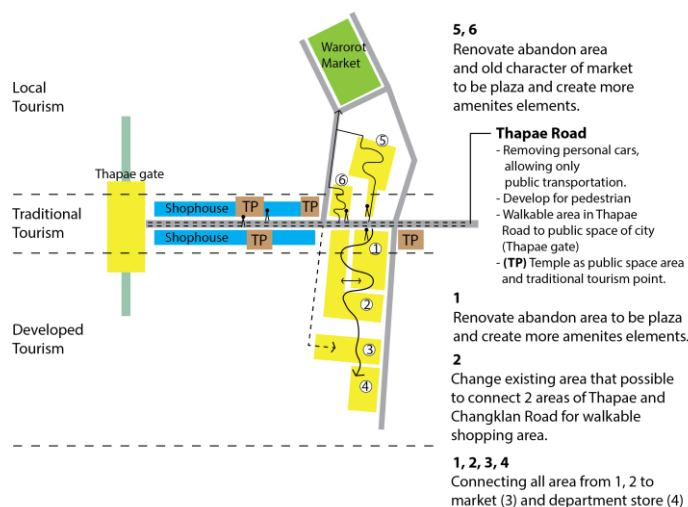 Warorot
Market
Local
Tourism
Thapae gate
Shophouse
TP
TP
Traditional
Tourism
Shophouse
TP
TP
Developed
Tourism
5
6
1
2
3
4
5, 6
Renovate abandon area
and old character of market
to be plaza and create more
amenites elements.
Thapae Road
- Removing personal cars,
allowing only
public transportation.
- Develop for pedestrian
- Walkable area in Thapae
Road to public space of city
(Thapae gate)
- (TP) Temple as public space area
and traditional tourism point.
1
Renovate abandon area to be plaza
and create more amenites elements.
2
Change existing area that possible
to connect 2 areas of Thapae and
Changklan Road for walkable
shopping area.
1, 2, 3, 4
Connecting all area from 1, 2 to
market (3) and department store (4)